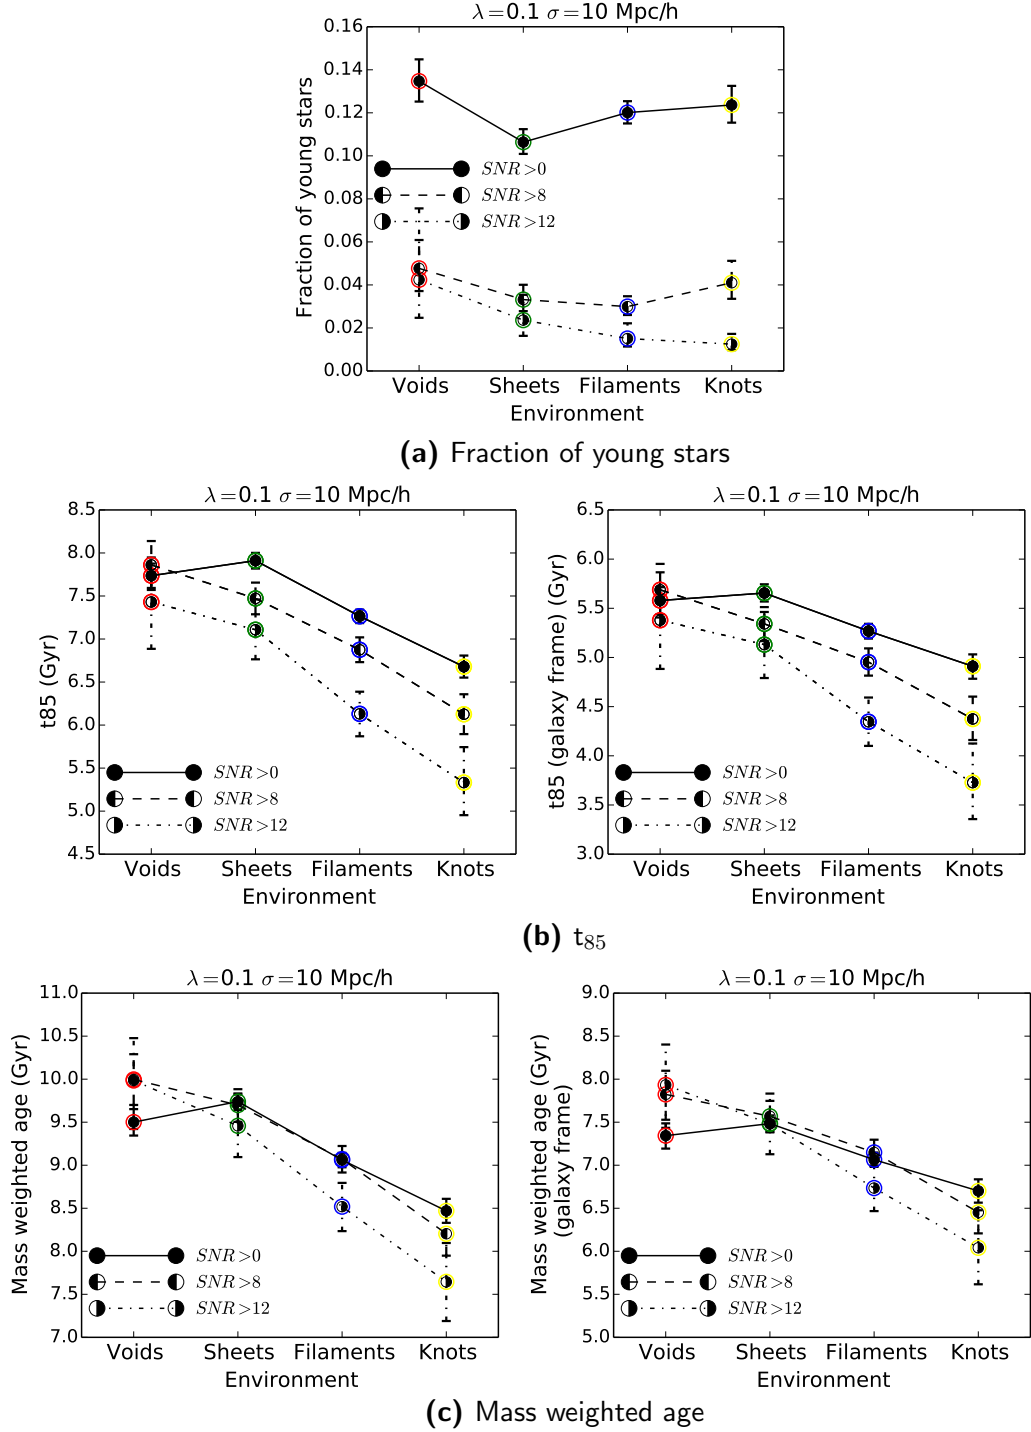 λ=0.1 σ=10 Mpc/h
0.16
0.14
0.12
0.10
0.08
0.06
0.04
0.02
0.00
Fraction of young stars
SNR>0
SNR>8
SNR>12
Voids Sheets Filaments Knots
Environment
(a) Fraction of young stars
λ=0.1 σ=10 Mpc/h
8.5
8.0
7.5
7.0
6.5
6.0
5.5
5.0
4.5
t85 (Gyr)
SNR>0
SNR>8
SNR>12
Voids Sheets Filaments Knots
Environment
λ=0.1 σ=10 Mpc/h
6.5
6.0
5.5
5.0
4.5
4.0
3.5
3.0
t85 (galaxy frame) (Gyr)
SNR>0
SNR>8
SNR>12
Voids Sheets Filaments Knots
Environment
(b) t85
λ=0.1 σ=10 Mpc/h
11.0
10.5
10.0
9.5
9.0
8.5
8.0
7.5
7.0
Mass weighted age (Gyr)
SNR>0
SNR>8
SNR>12
Voids Sheets Filaments Knots
Environment
λ=0.1 σ=10 Mpc/h
9.0
8.5
8.0
7.5
7.0
6.5
6.0
5.5
5.0
Mass weighted age (Gyr)
(galaxy frame)
SNR>0
SNR>8
SNR>12
Voids Sheets Filaments Knots
Environment
(c) Mass weighted age